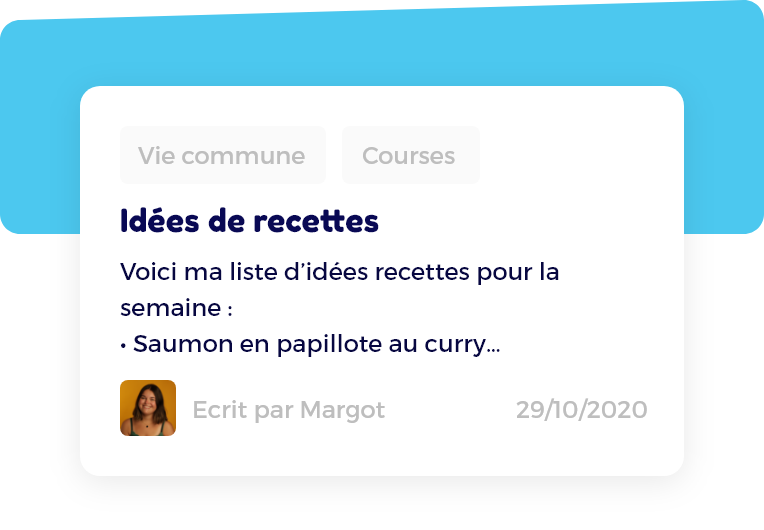 Vie commune
Courses
Idées de recettes
Voici ma liste d’idées recettes pour la
semaine :
• Saumon en papillote au curry...
Ecrit par Margot
29/10/2020